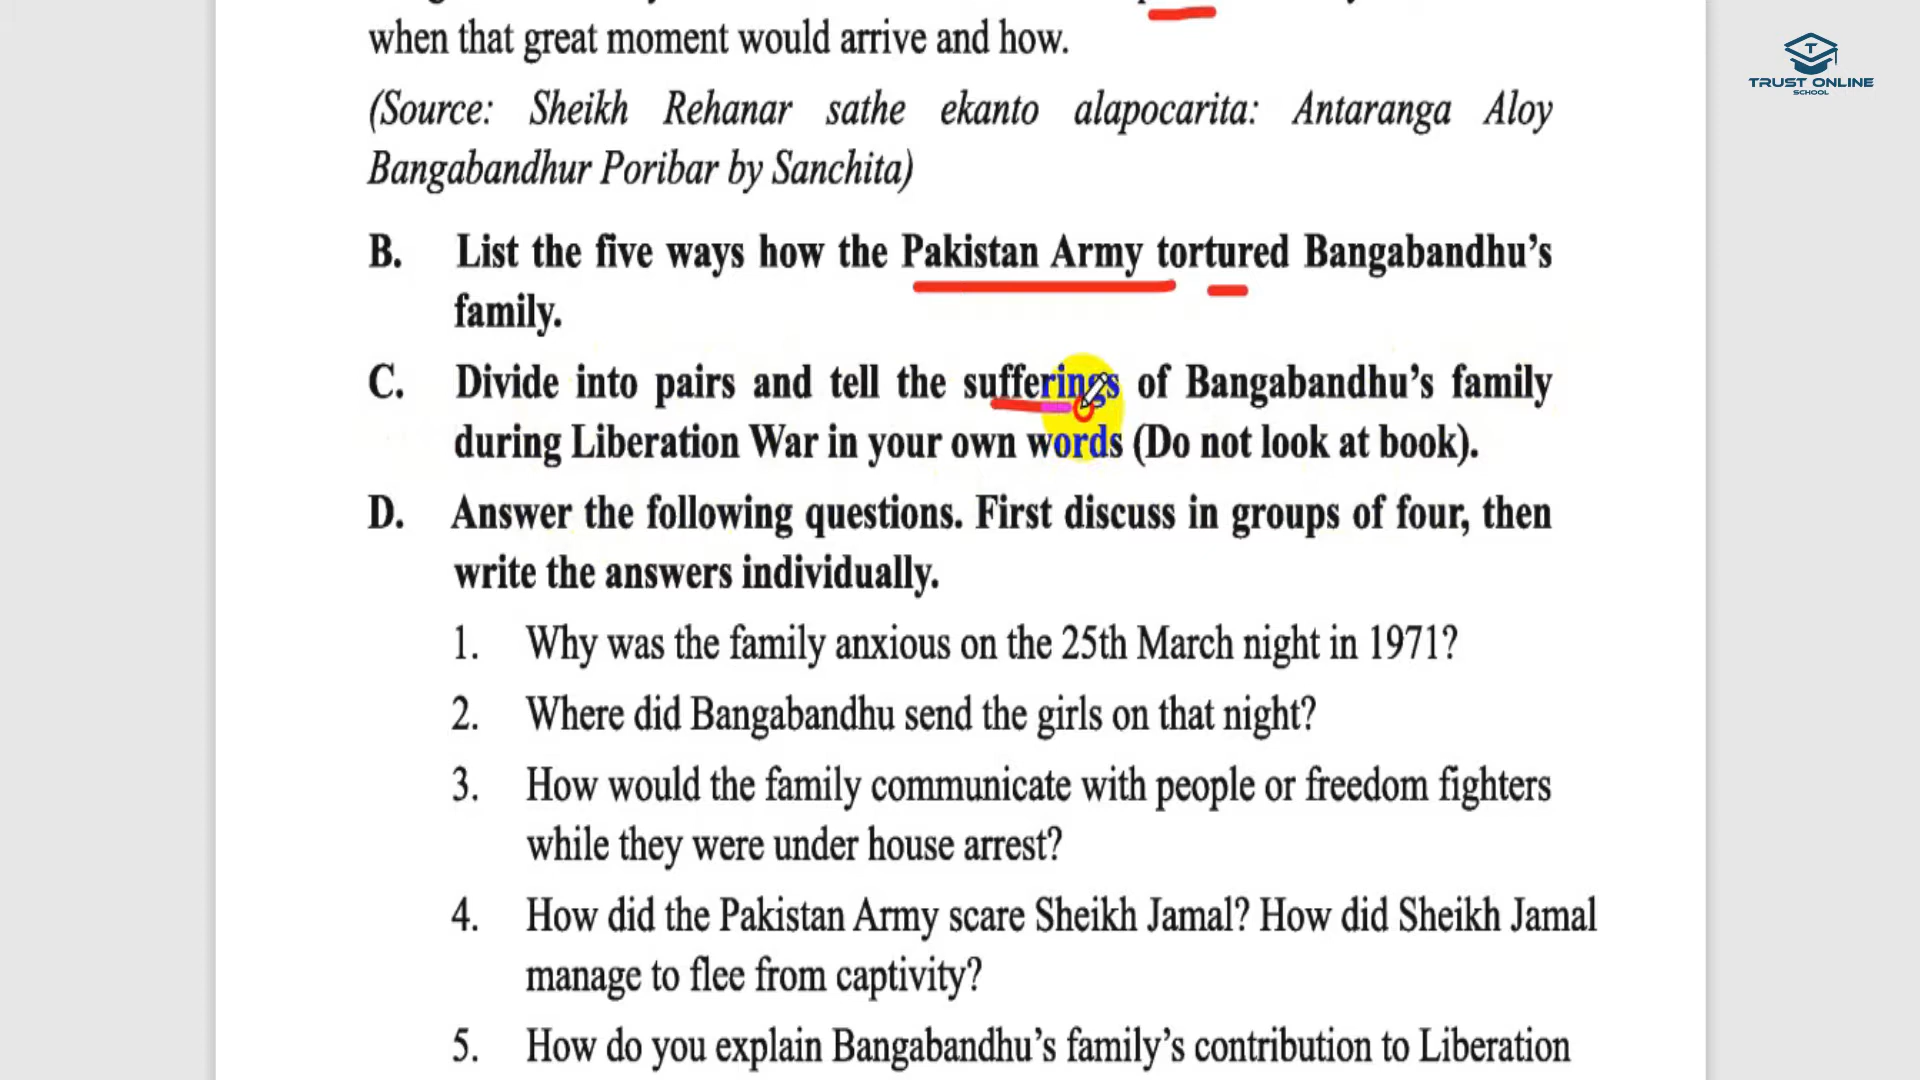 when that great moment would arrive and how.
(Source: Sheikh Rehanar sathe ekanto alapocarita: Antaranga Aloy
Bangabandhur Poribar by Sanchita)
B. List the five ways how the Pakistan Army tortured Bangabandhu’s
family.
C. Divide into pairs and tell the sufferings of Bangabandhu’s family
during Liberation War in your own words (Do not look at book).
D. Answer the following questions. First discuss in groups of four, then
write the answers individually.
1. Why was the family anxious on the 25th March night in 1971?
2. Where did Bangabandhu send the girls on that night?
3. How would the family communicate with people or freedom fighters
while they were under house arrest?
4. How did the Pakistan Army scare Sheikh Jamal? How did Sheikh Jamal
manage to flee from captivity?
5. How do you explain Bangabandhu’s family’s contribution to Liberation
T
TRUST ONLINE
SCHOOL